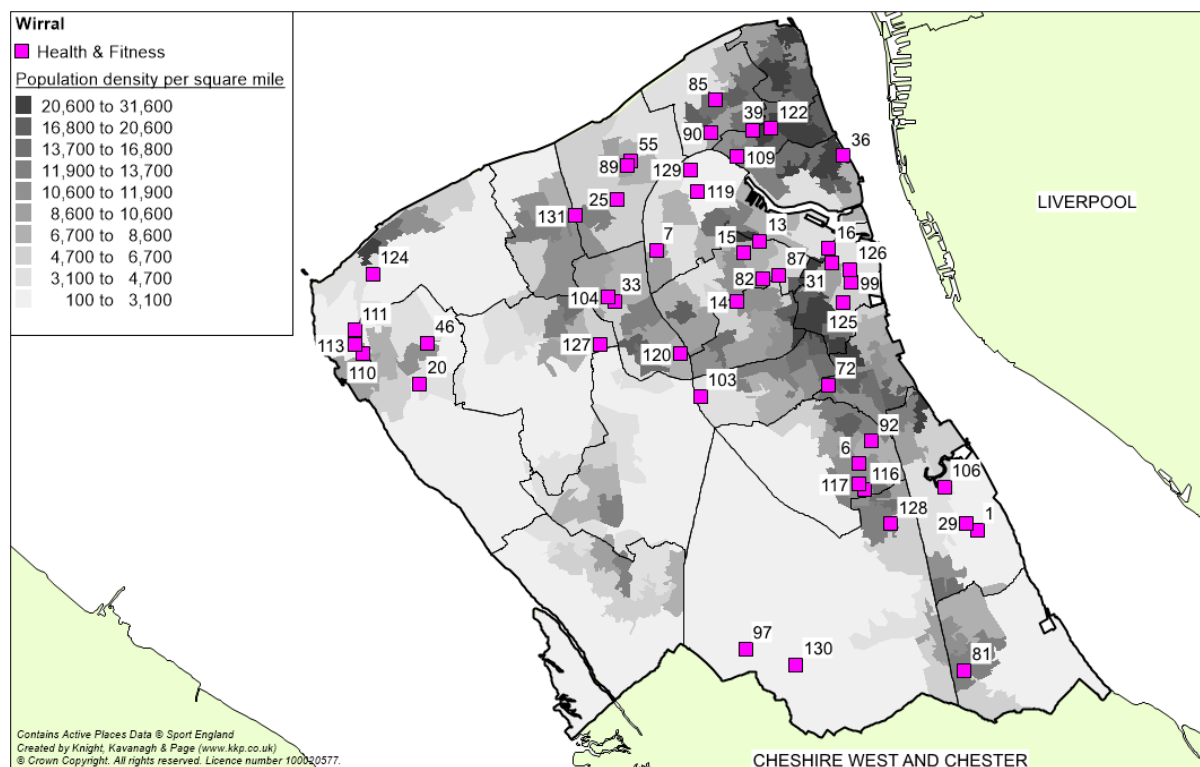 Wirral
Health & Fitness
Population density per square mile
20,600 to 31,600
16,800 to 20,600
13,700 to 16,800
11,900 to 13,700
10,600 to 11,900
8,600 to 10,600
6,700 to 8,600
4,700 to 6,700
3,100 to 4,700
100 to 3,100
85
39
122
90
36
55
109
89
129
119
25
LIVERPOOL
131
7
15
13
16
126
124
82
87
31
99
33
104
14
125
111
46
113
127
120
110
20
72
103
92
6
116
106
117
128
29
1
97
130
81
Contains Active Places Data © Sport England
Created by Knight, Kavanagh & Page (www.kkp.co.uk)
© Crown Copyright. All rights reserved. Licence number 100020577.
CHESHIRE WEST AND CHESTER